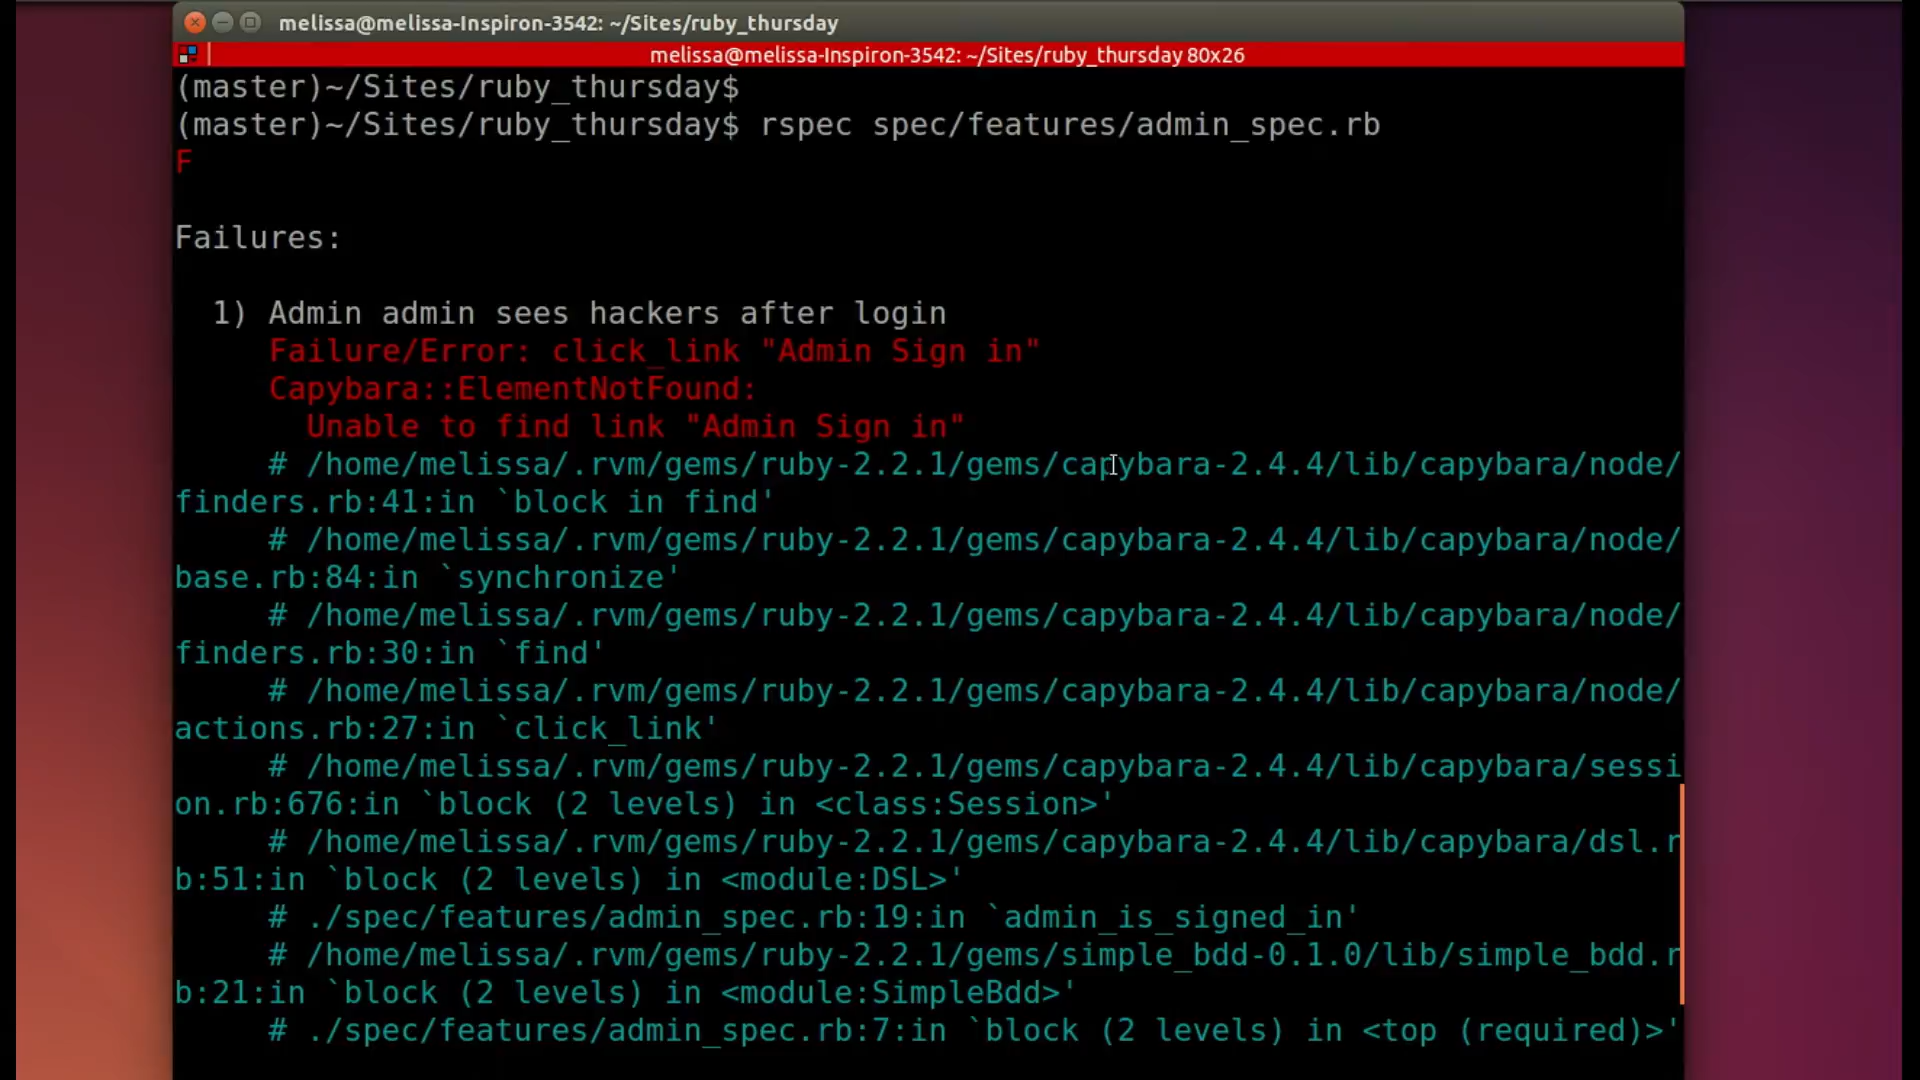 melissa@melissa-Inspiron-3542: ~/Sites/ruby_thursday
melissa@melissa-Inspiron-3542: ~/Sites/ruby_thursday 80x26
(master)~/Sites/ruby_thursday$
(master)~/Sites/ruby_thursday$ rspec spec/features/admin_spec.rb
F
Failures:
1) Admin admin sees hackers after login
Failure/Error: click_link "Admin Sign in"
Capybara::ElementNotFound:
Unable to find link "Admin Sign in"
# /home/melissa/.rvm/gems/ruby-2.2.1/gems/capybara-2.4.4/lib/capybara/node/
finders.rb:41:in `block in find'
# /home/melissa/.rvm/gems/ruby-2.2.1/gems/capybara-2.4.4/lib/capybara/node/
base.rb:84:in `synchronize'
# /home/melissa/.rvm/gems/ruby-2.2.1/gems/capybara-2.4.4/lib/capybara/node/
finders.rb:30:in `find'
# /home/melissa/.rvm/gems/ruby-2.2.1/gems/capybara-2.4.4/lib/capybara/node/
actions.rb:27:in `click_link'
# /home/melissa/.rvm/gems/ruby-2.2.1/gems/capybara-2.4.4/lib/capybara/sessi
on.rb:676:in `block (2 levels) in <class:Session>'
# /home/melissa/.rvm/gems/ruby-2.2.1/gems/capybara-2.4.4/lib/capybara/dsl.r
b:51:in `block (2 levels) in <module:DSL>'
# ./spec/features/admin_spec.rb:19:in `admin_is_signed_in'
# /home/melissa/.rvm/gems/ruby-2.2.1/gems/simple_bdd-0.1.0/lib/simple_bdd.r
b:21:in `block (2 levels) in <module:SimpleBdd>'
# ./spec/features/admin_spec.rb:7:in `block (2 levels) in <top (required)>'